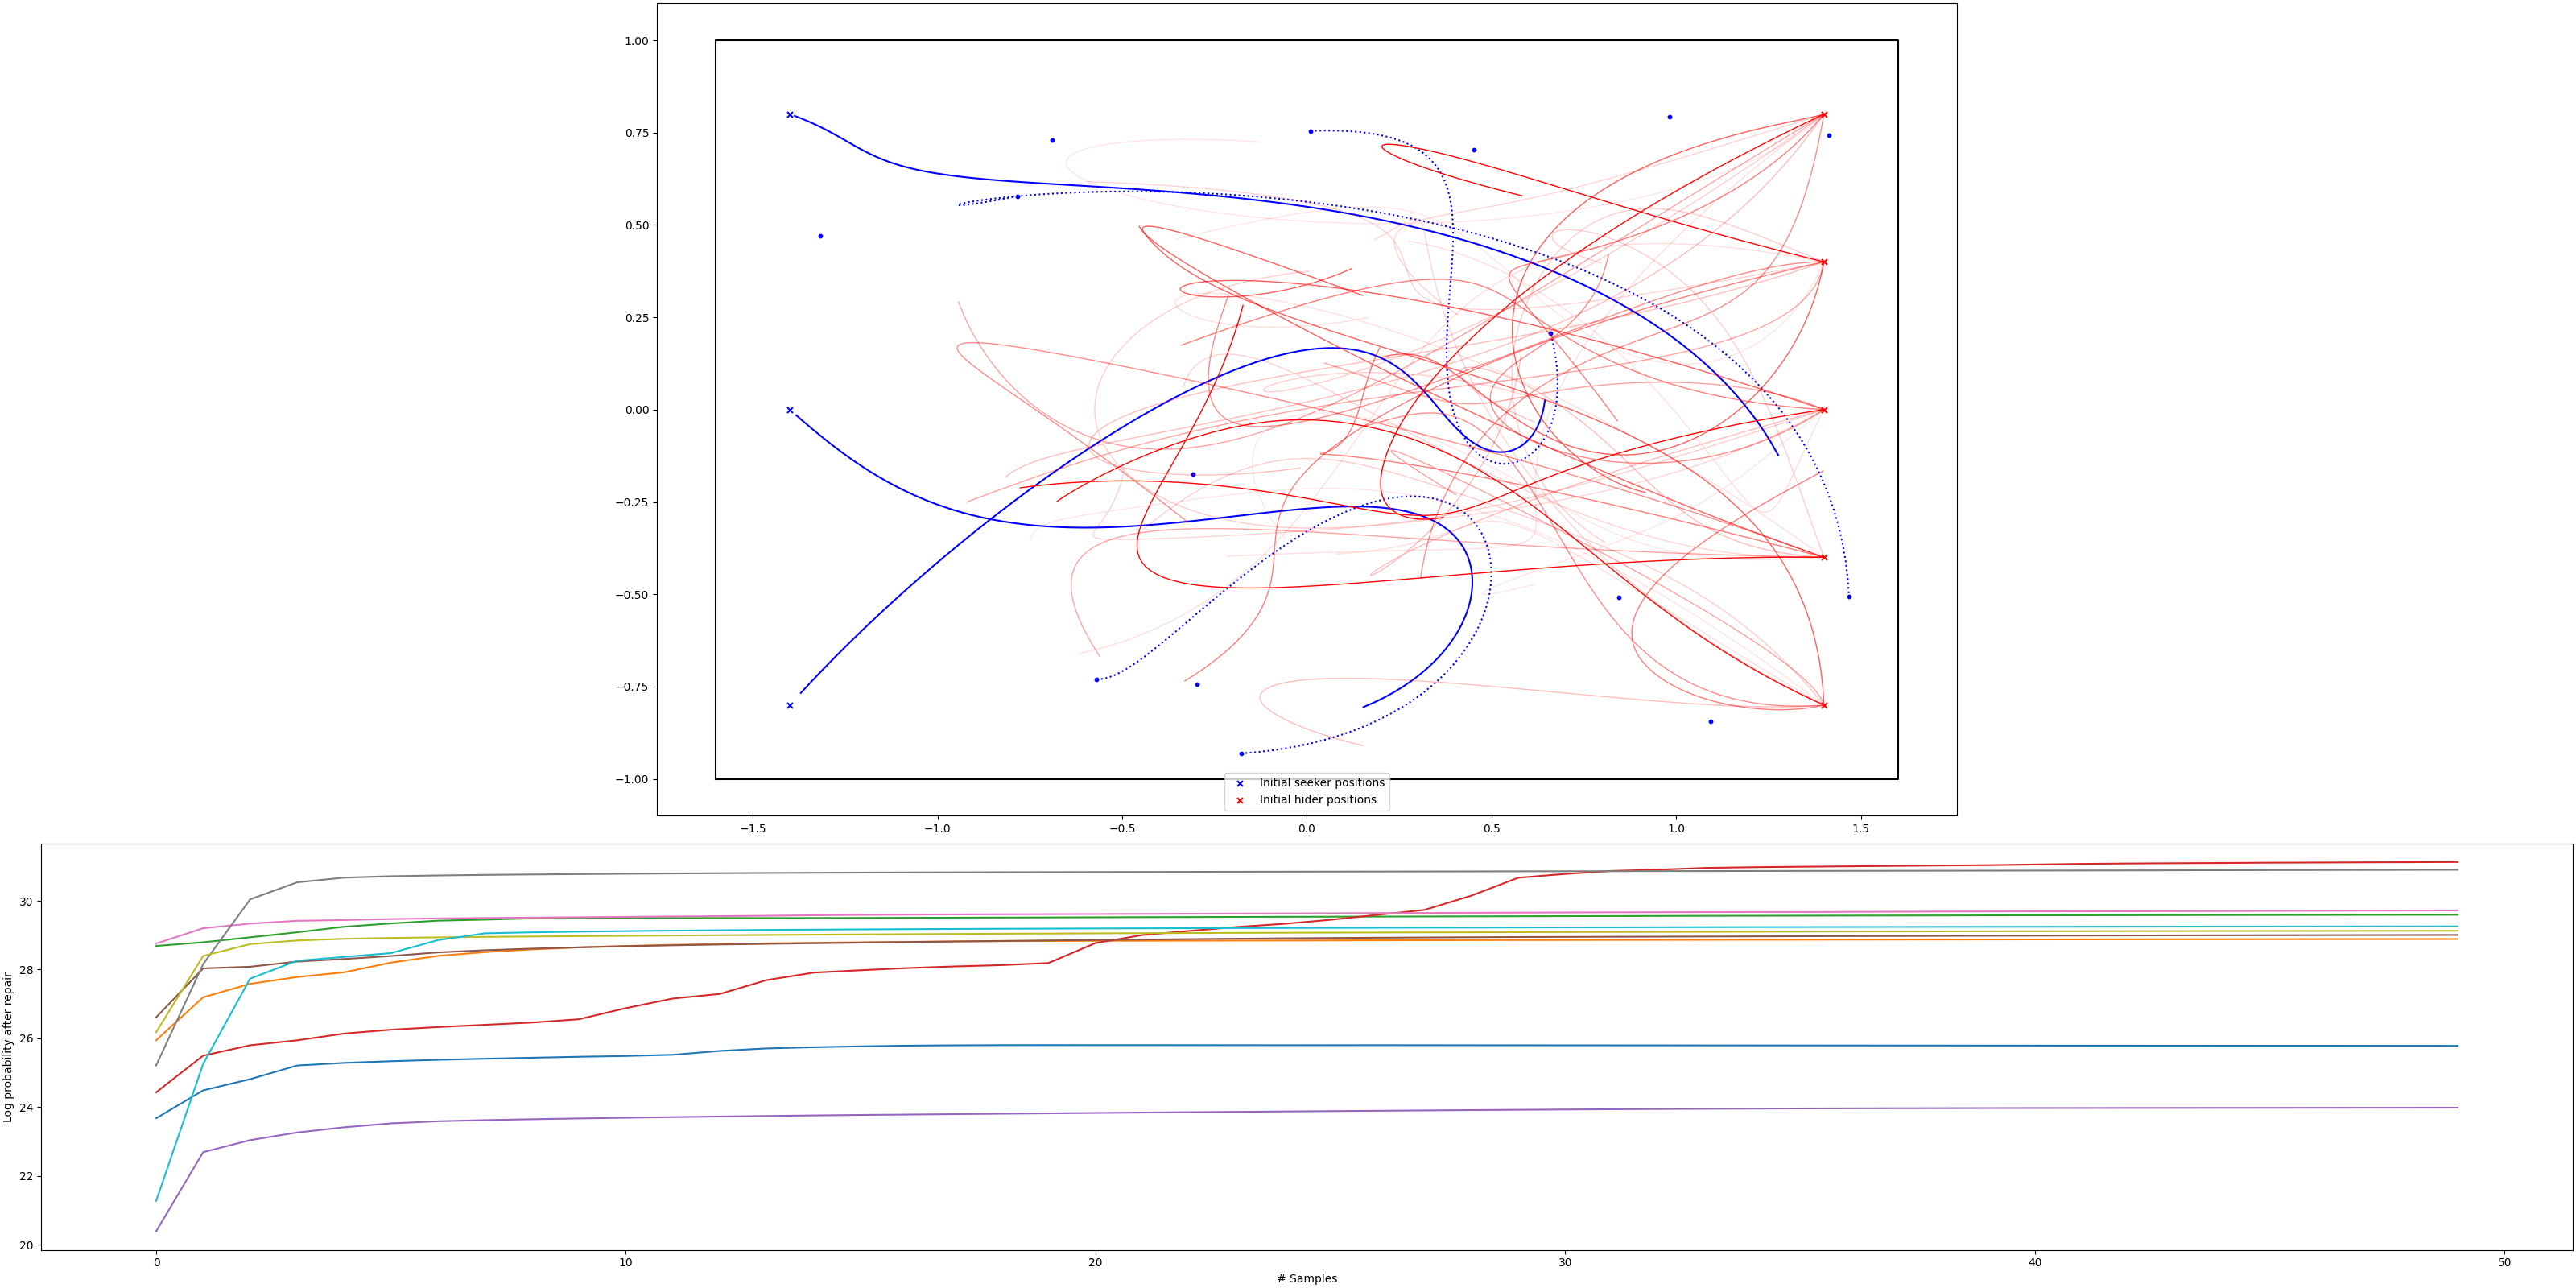 1.00
0.75
0.50
0.25
0.00
−0.25
−0.50
−0.75
−1.00
Initial seeker positions
Initial hider positions
−1.5 −1.0 −0.5 0.0 0.5 1.0 1.5
Log probability after repair
30
28
26
24
22
20
0 10 20 30 40 50
# Samples